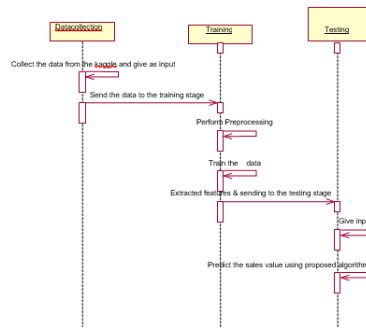 Datacollection
Training
Testing
Collect the data from the kaggle and give as input
Send the data to the training stage
Perform Preprocessing
Train the data
Extracted features & sending to the testing stage
Give inp
Predict the sales value using proposed algorithm